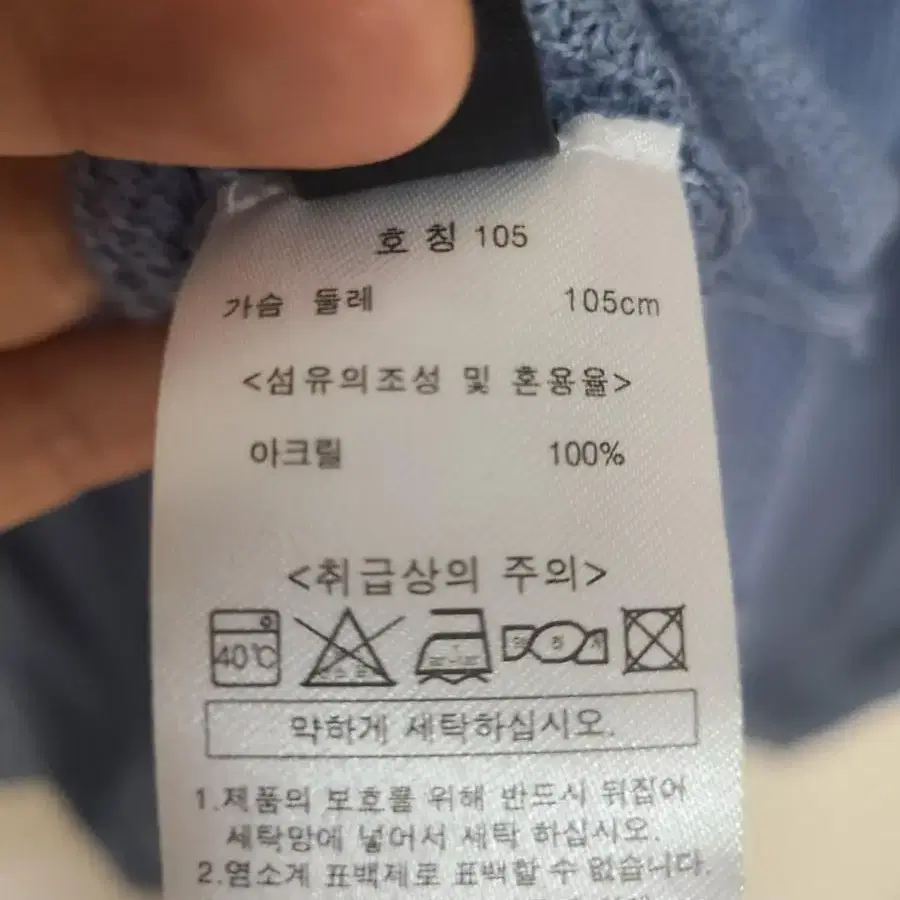 호 칭 105
가슴 둘레 105cm
<섬유의조성 및 혼용율>
아크릴 100%
<취급상의 주의>
40℃
약하게 세탁하십시오.
1.제품의 보호를 위해 반드시 뒤집어
세탁망에 넣어서 세탁 하십시오.
2.염소계 표백제로 표백할 수 없습니다.